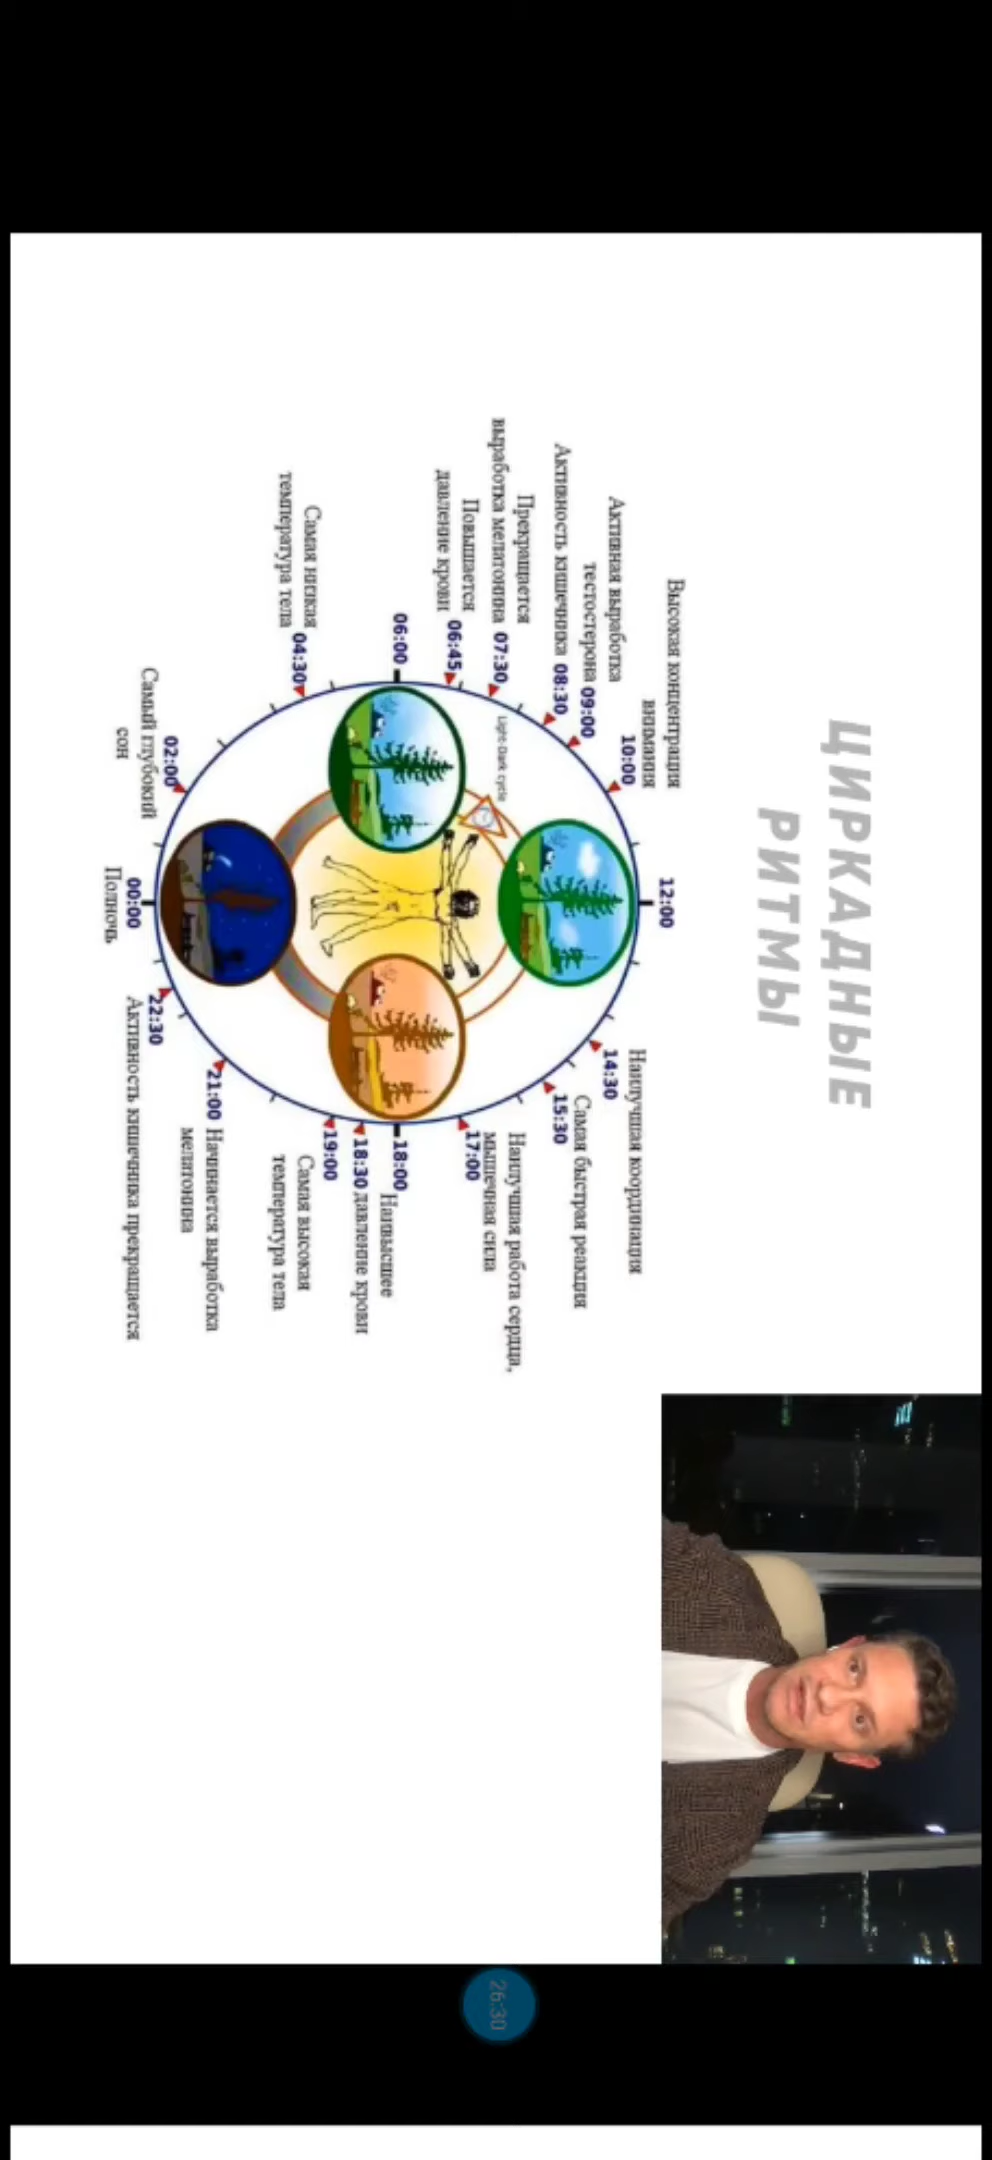 ЦИРКАДНЫЕ
РИТМЫ
12:00
Высокая концентрация
внимания
10:00
Активная выработка
тестостерона 09:00
Активность кишечника 08:30
Прекращается
выработка мелатонина 07:30
Повышается
давление крови 06:45
06:00
Самая низкая
температура тела 04:30
02:00
Самый глубокий
сон
00:00
Полночь
Наилучшая координация
14:30
Самая быстрая реакция
15:30
Наилучшая работа сердца,
17:00 мышечная сила
18:00 Наивысшее
18:30 давление крови
19:00
Самая высокая
температура тела
21:00 Начинается выработка
мелатонина
22:30
Активность кишечника прекращается
Light-Dark cycle
26:30